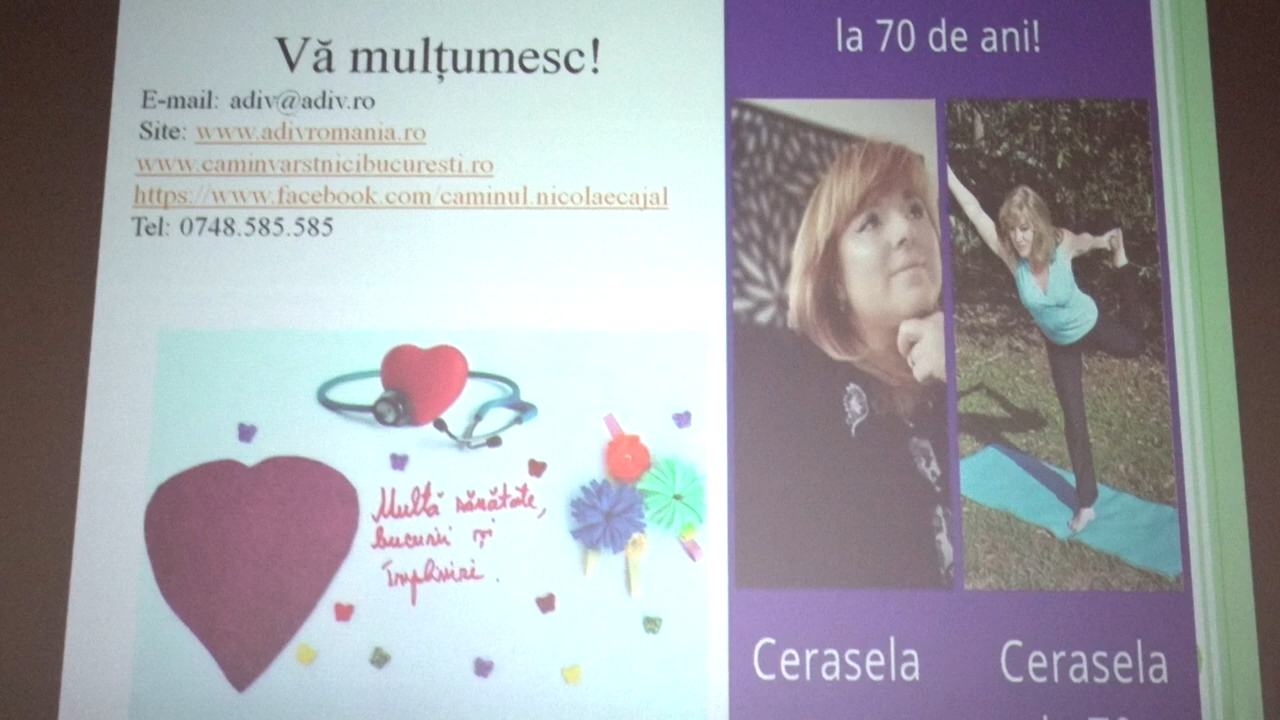 Vă mulțumesc!
E-mail: adiv@adiv.ro
Site: www.adivromania.ro
www.caminvarstnicibucuresti.ro
https://www.facebook.com/caminul.nicolaecajal
Tel: 0748.585.585
Multă sănătate,
bucurii și
împliniri.
la 70 de ani!
Cerasela
Cerasela